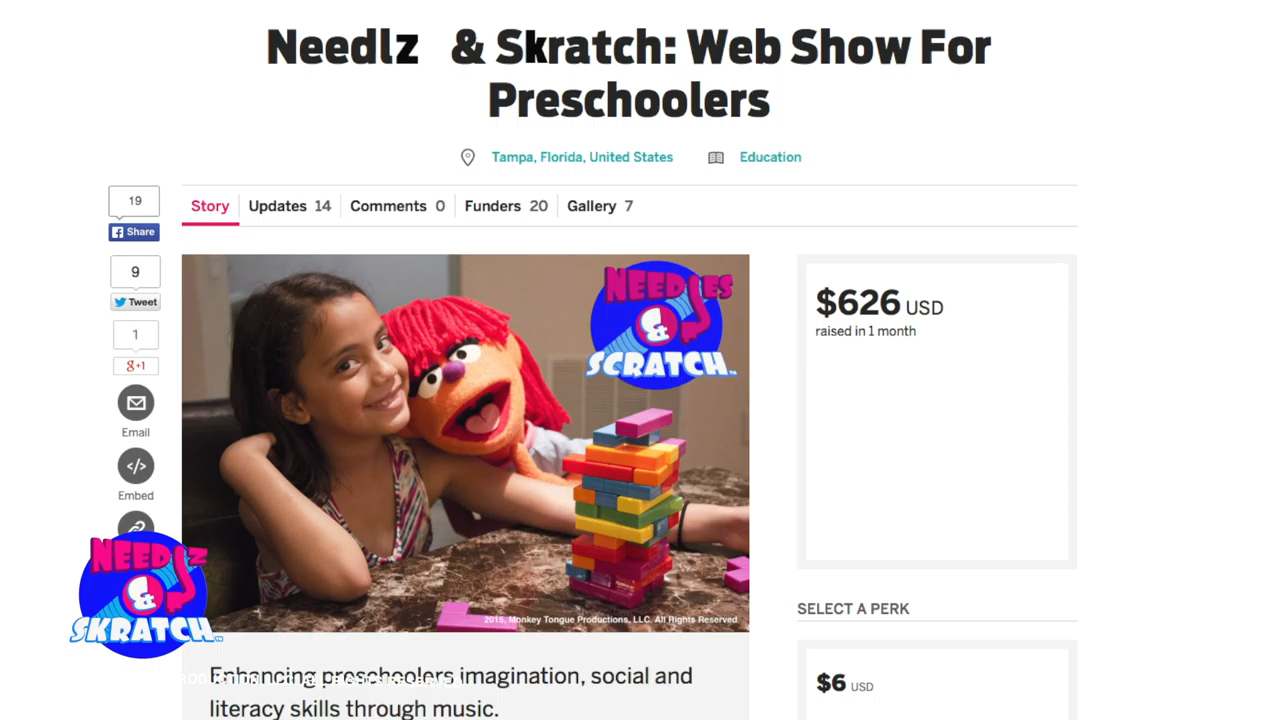 Needlz & Skratch: Web Show For
Preschoolers
Tampa, Florida, United States
Education
19
Share
Story
Updates 14
Comments 0
Funders 20
Gallery 7
9
Tweet
1
g+1
Email
Embed
NEEDLES
&
SCRATCH™
$626 USD
raised in 1 month
2015, Monkey Tongue Productions, LLC. All Rights Reserved
NEEDLZ
&
SKRATCH™
SELECT A PERK
Enhancing preschoolers imagination, social and
literacy skills through music.
$6 USD